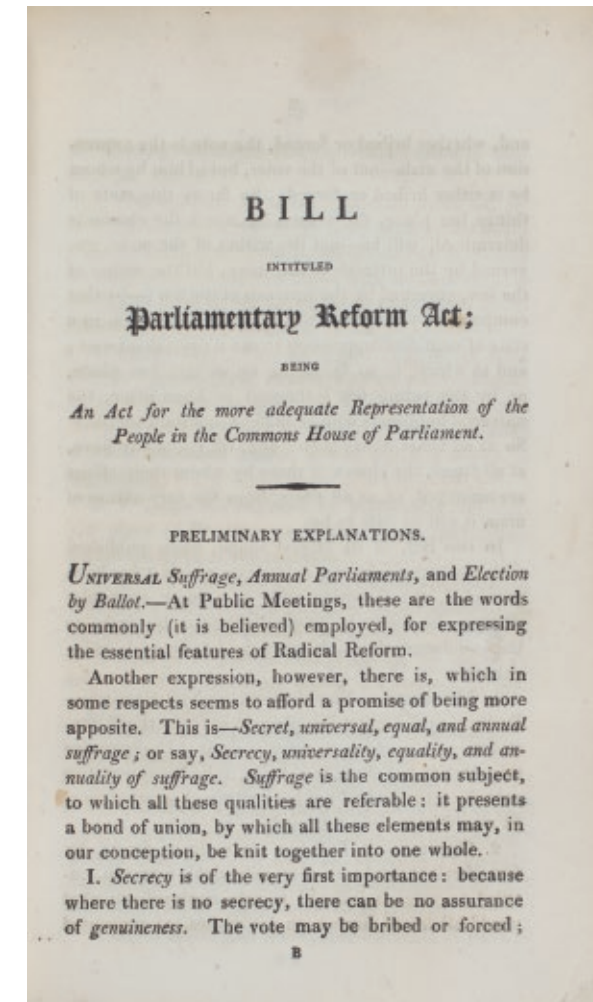 BILL
INTITULED
Parliamentary Reform Act;
BEING
An Act for the more adequate Representation of the
People in the Commons House of Parliament.
PRELIMINARY EXPLANATIONS.
UNIVERSAL Suffrage, Annual Parliaments, and Election
by Ballot.—At Public Meetings, these are the words
commonly (it is believed) employed, for expressing
the essential features of Radical Reform.
Another expression, however, there is, which in
some respects seems to afford a promise of being more
apposite. This is—Secret, universal, equal, and annual
suffrage; or say, Secrecy, universality, equality, and an-
nuality of suffrage. Suffrage is the common subject,
to which all these qualities are referable: it presents
a bond of union, by which all these elements may, in
our conception, be knit together into one whole.
I. Secrecy is of the very first importance: because
where there is no secrecy, there can be no assurance
of genuineness. The vote may be bribed or forced;
B